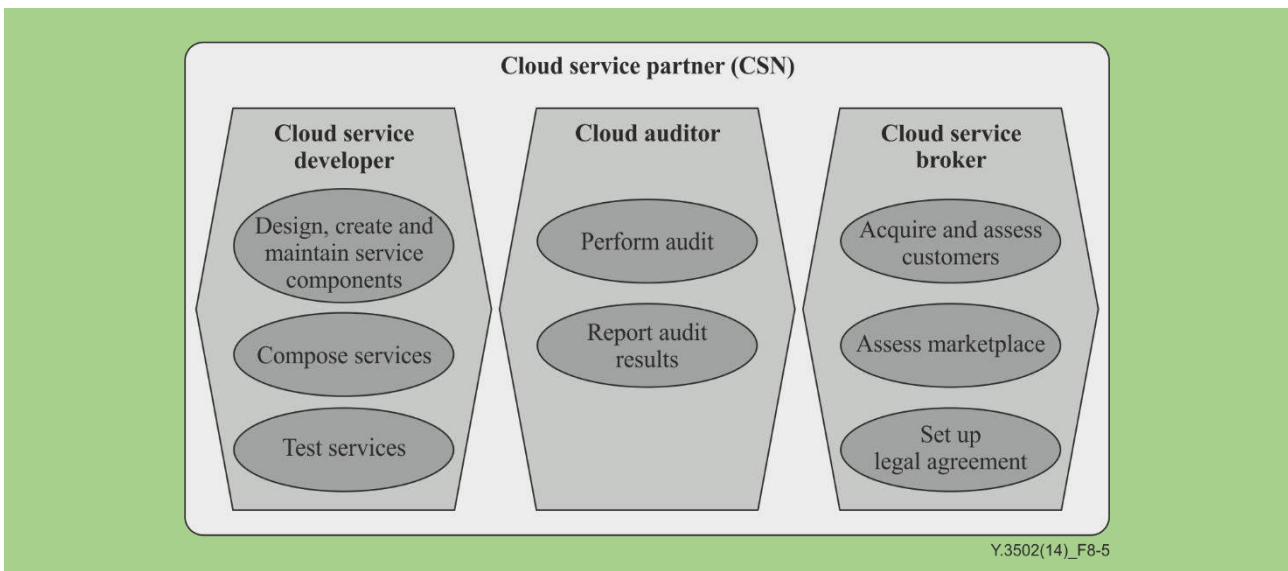 Cloud service partner (CSN)
Cloud service
developer
Design, create and
maintain service
components
Compose services
Test services
Cloud auditor
Perform audit
Report audit
results
Cloud service
broker
Acquire and assess
customers
Assess marketplace
Set up
legal agreement
Y.3502(14)_F8-5